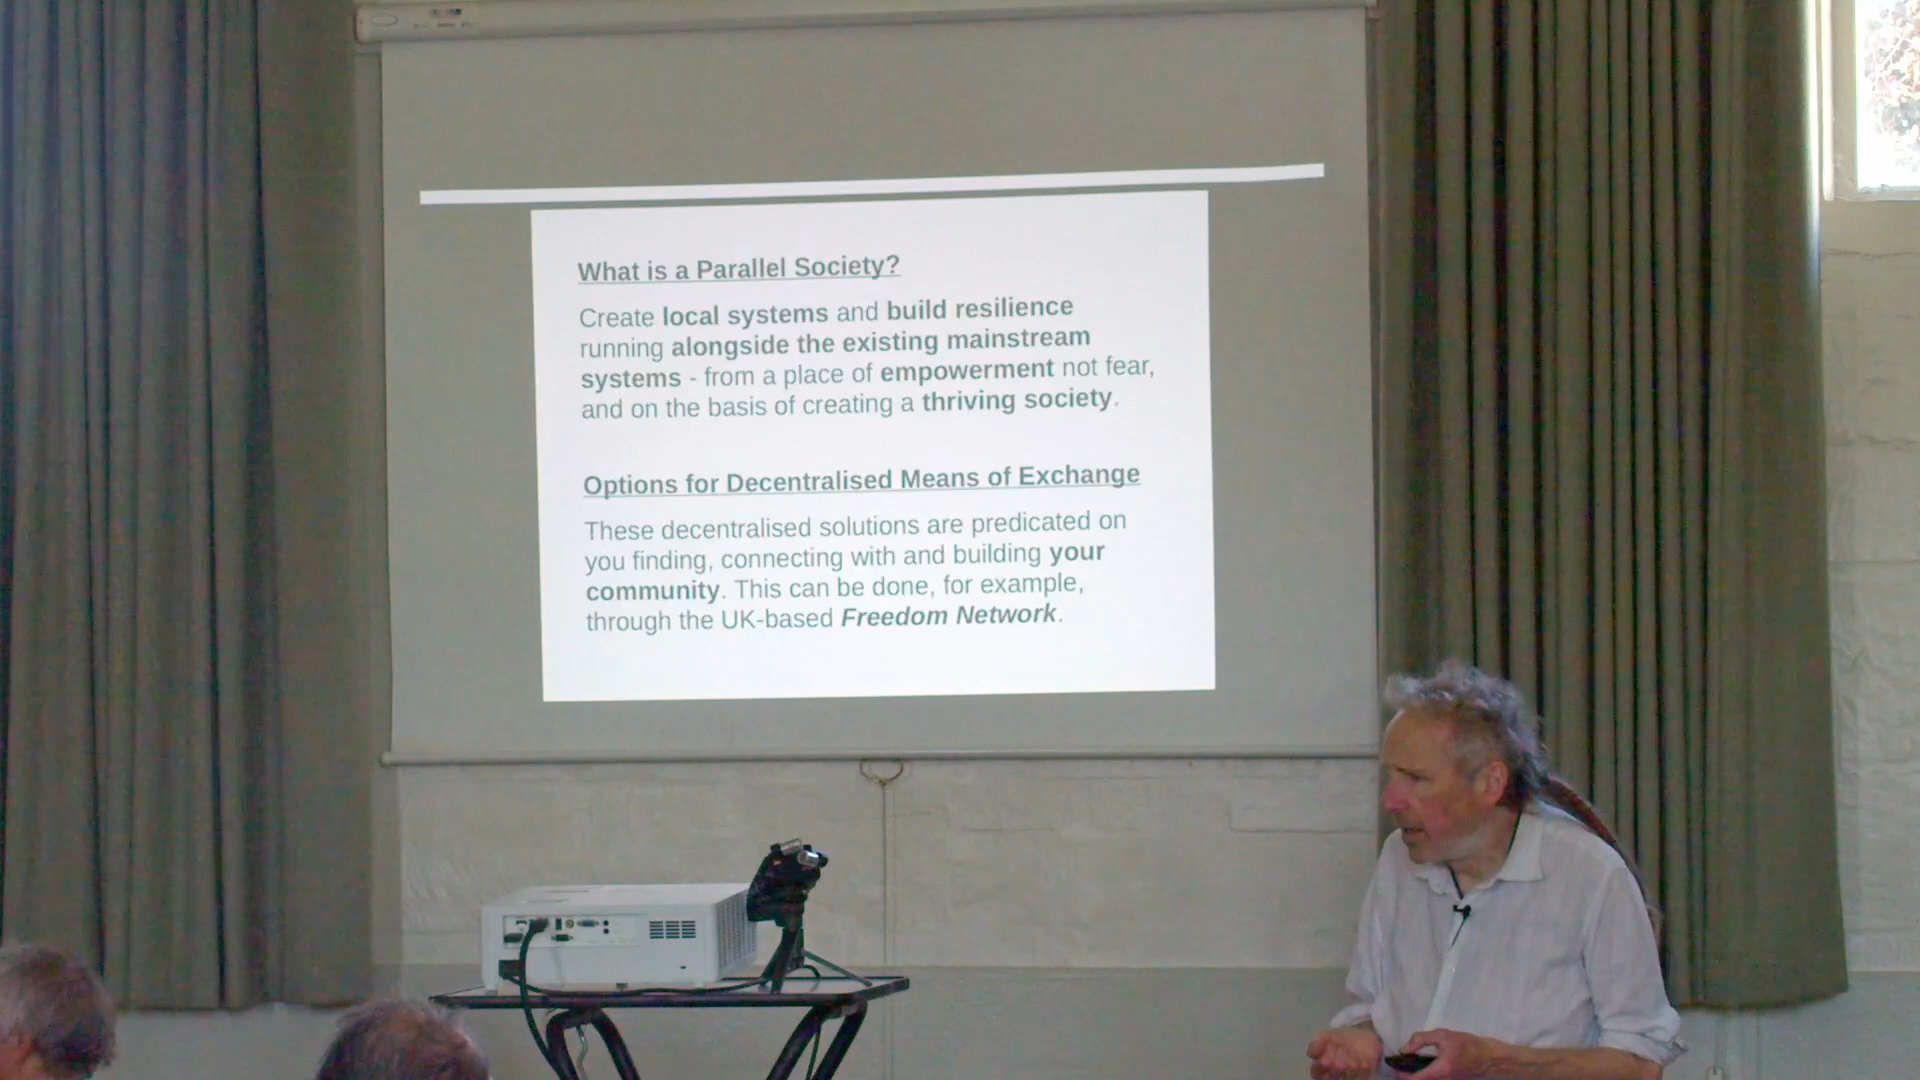 What is a Parallel Society?
Create local systems and build resilience
running alongside the existing mainstream
systems - from a place of empowerment not fear,
and on the basis of creating a thriving society.
Options for Decentralised Means of Exchange
These decentralised solutions are predicated on
you finding, connecting with and building your
community. This can be done, for example,
through the UK-based Freedom Network.